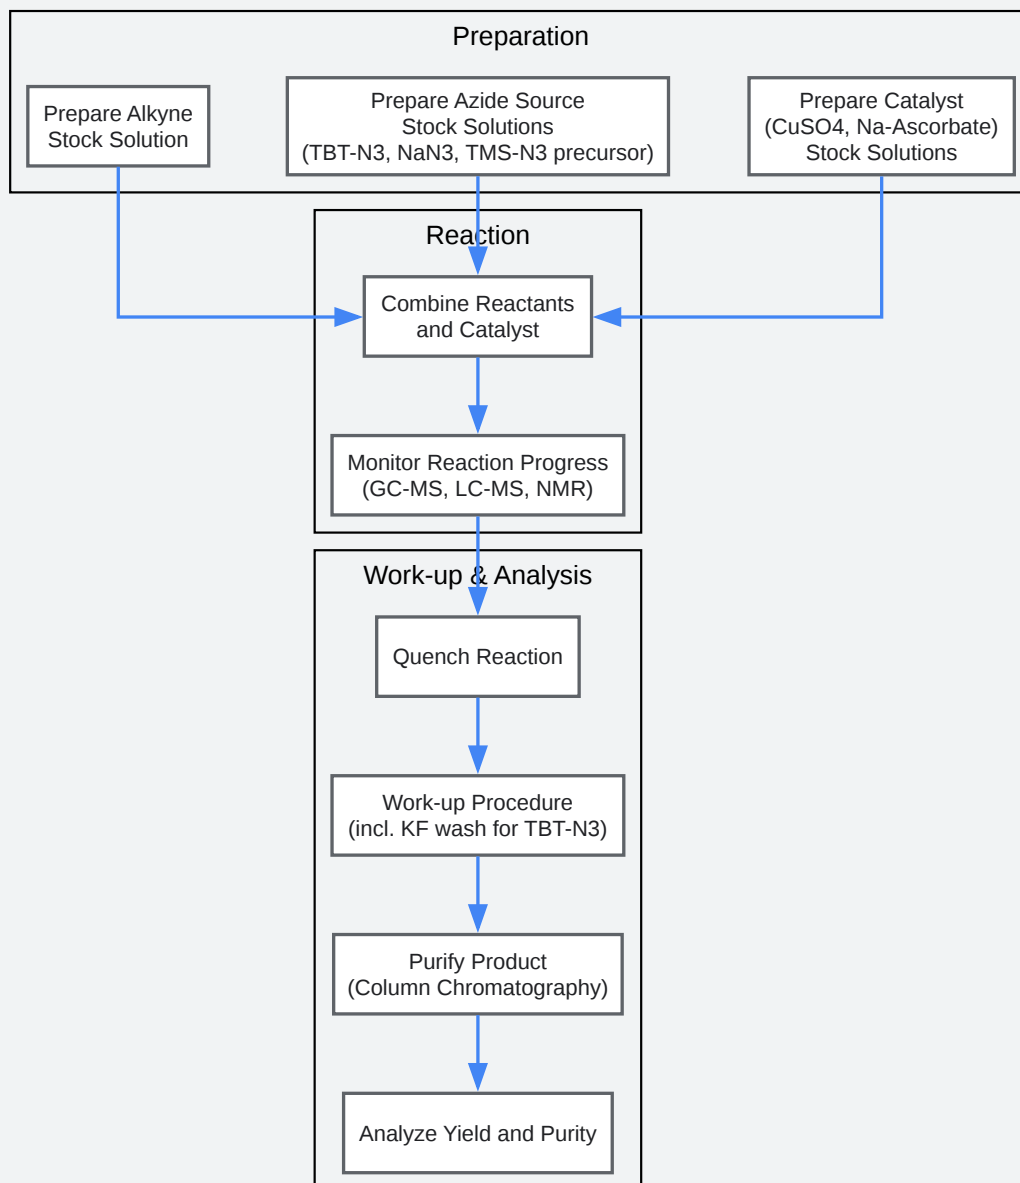 Preparation
Prepare Alkyne
Stock Solution
Prepare Azide Source
Stock Solutions
(TBT-N3, NaN3, TMS-N3 precursor)
Prepare Catalyst
(CuSO4, Na-Ascorbate)
Stock Solutions
Reaction
Combine Reactants
and Catalyst
Monitor Reaction Progress
(GC-MS, LC-MS, NMR)
Work-up & Analysis
Quench Reaction
Work-up Procedure
(incl. KF wash for TBT-N3)
Purify Product
(Column Chromatography)
Analyze Yield and Purity